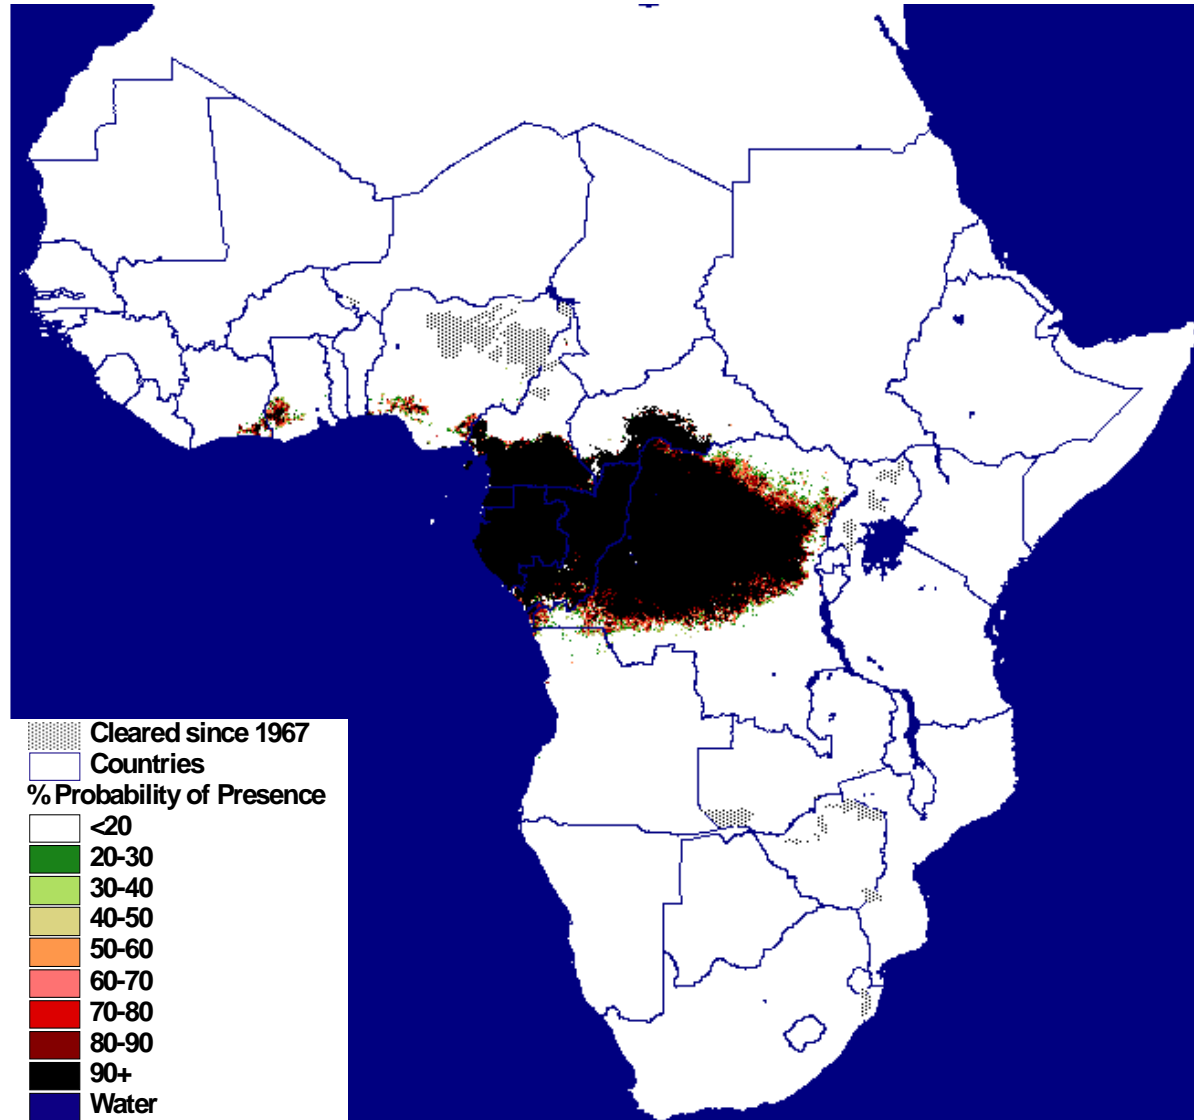 Cleared since 1967
Countries
% Probability of Presence
<20
20-30
30-40
40-50
50-60
60-70
70-80
80-90
90+
Water